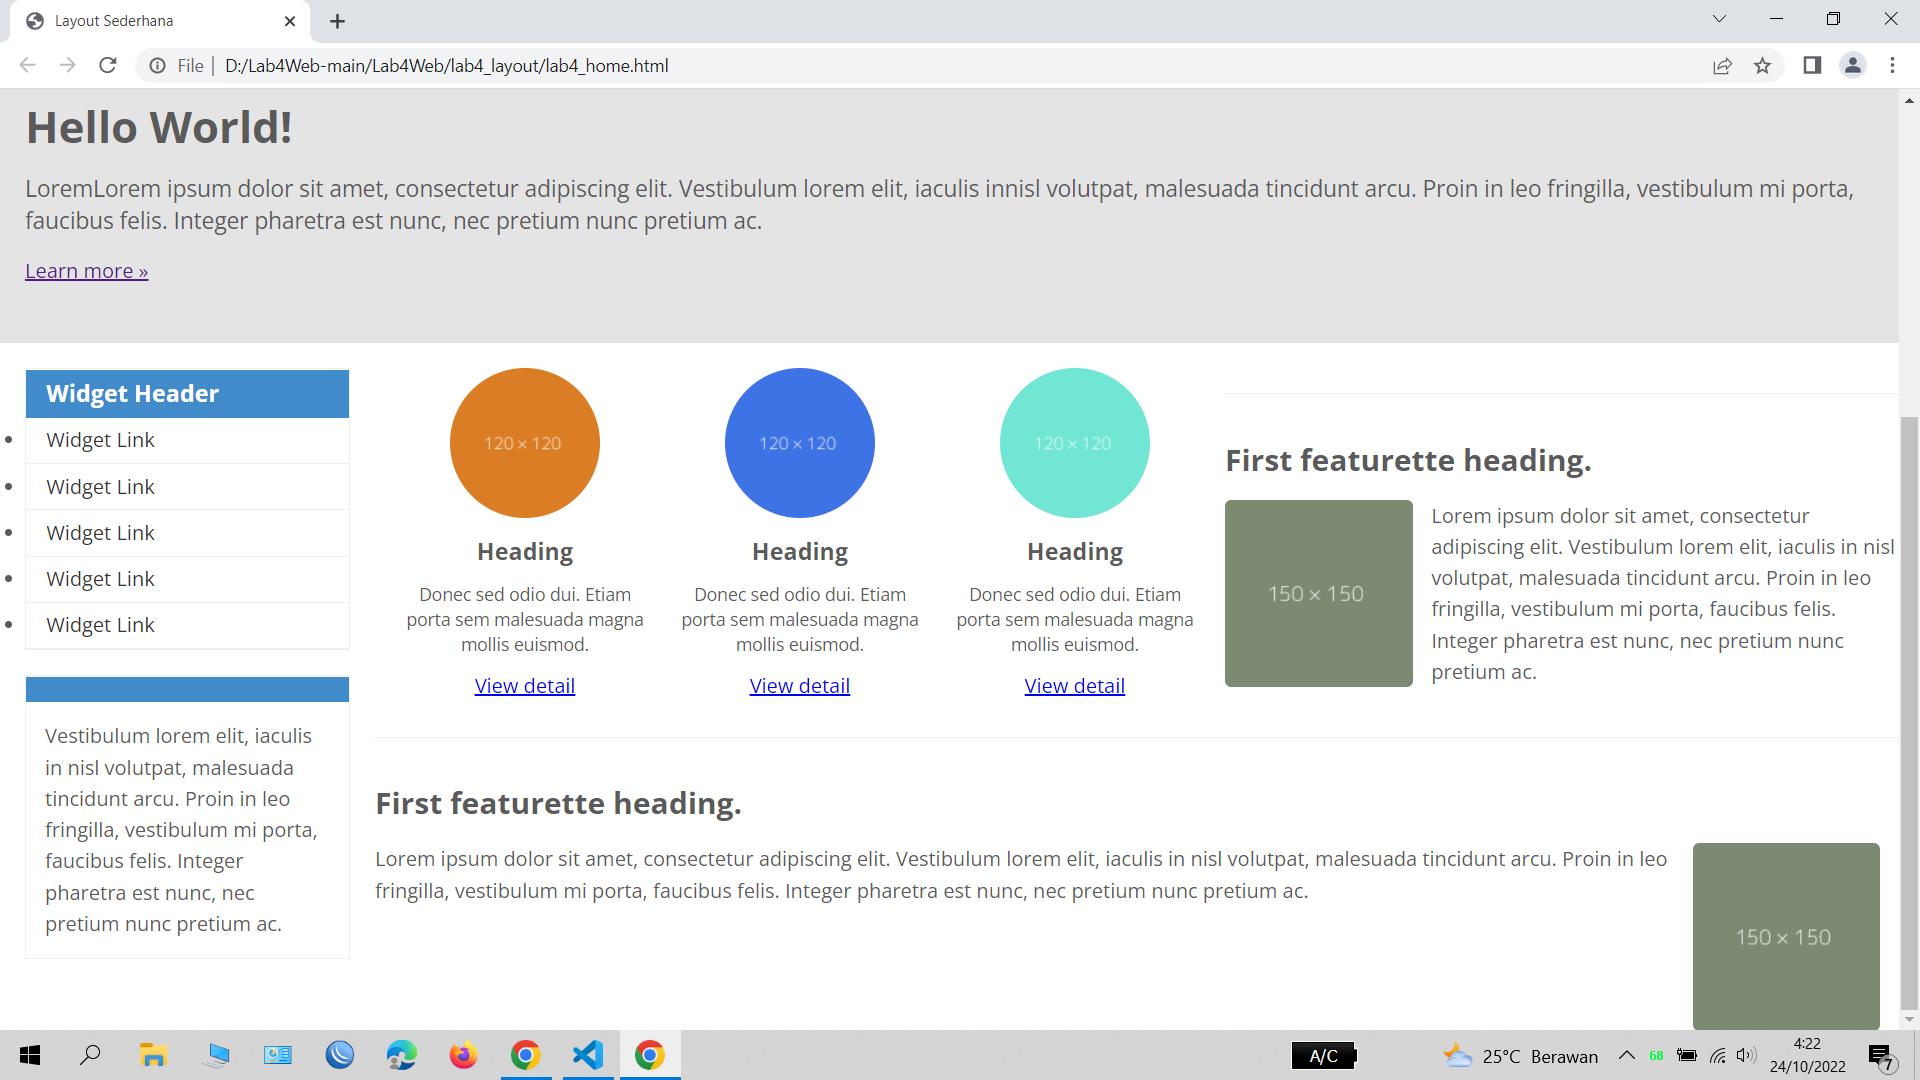 Layout Sederhana
File
D:/Lab4Web-main/Lab4Web/lab4_layout/lab4_home.html
Hello World!
LoremLorem ipsum dolor sit amet, consectetur adipiscing elit. Vestibulum lorem elit, iaculis innisl volutpat, malesuada tincidunt arcu. Proin in leo fringilla, vestibulum mi porta,
faucibus felis. Integer pharetra est nunc, nec pretium nunc pretium ac.
Learn more »
Widget Header
Widget Link
Widget Link
Widget Link
Widget Link
Widget Link
Vestibulum lorem elit, iaculis
in nisl volutpat, malesuada
tincidunt arcu. Proin in leo
fringilla, vestibulum mi porta,
faucibus felis. Integer
pharetra est nunc, nec
pretium nunc pretium ac.
120 × 120
Heading
Donec sed odio dui. Etiam
porta sem malesuada magna
mollis euismod.
View detail
120 × 120
Heading
Donec sed odio dui. Etiam
porta sem malesuada magna
mollis euismod.
View detail
120 × 120
Heading
Donec sed odio dui. Etiam
porta sem malesuada magna
mollis euismod.
View detail
First featurette heading.
150 × 150
Lorem ipsum dolor sit amet, consectetur
adipiscing elit. Vestibulum lorem elit, iaculis in nisl
volutpat, malesuada tincidunt arcu. Proin in leo
fringilla, vestibulum mi porta, faucibus felis.
Integer pharetra est nunc, nec pretium nunc
pretium ac.
First featurette heading.
Lorem ipsum dolor sit amet, consectetur adipiscing elit. Vestibulum lorem elit, iaculis in nisl volutpat, malesuada tincidunt arcu. Proin in leo
fringilla, vestibulum mi porta, faucibus felis. Integer pharetra est nunc, nec pretium nunc pretium ac.
150 × 150
A/C
25°C Berawan
68
4:22
24/10/2022
7